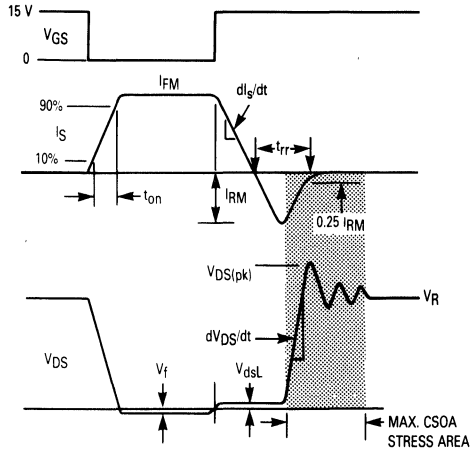 15 V
VGS
0
IFM
90%
IS
10%
dIs/dt
trr
ton
IRM
0.25 IRM
VDS(pk)
VR
dVDS/dt
VDS
Vf
VdsL
MAX. CSOA
STRESS AREA